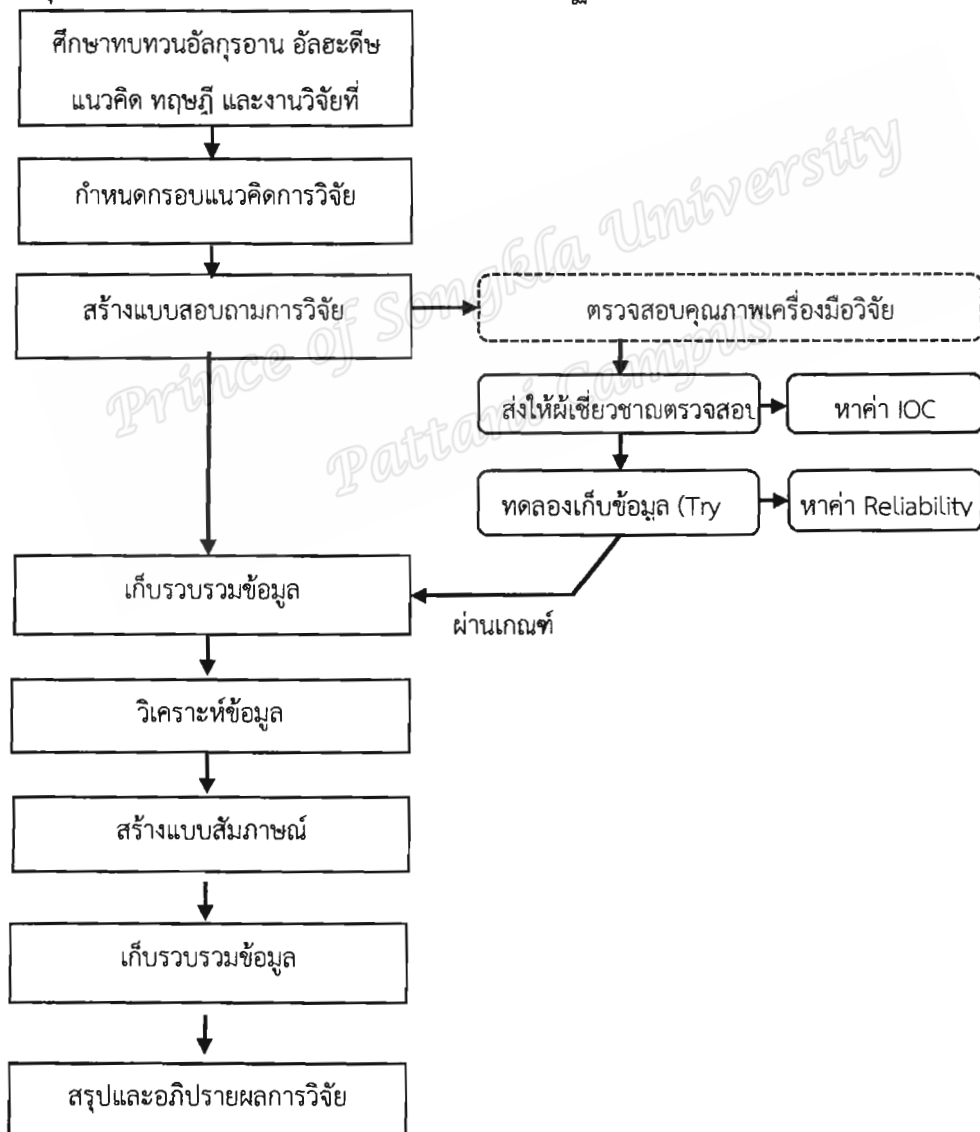 ศึกษาทบทวนอัลกุรอาน อัลฮะดีษ
แนวคิด ทฤษฎี และงานวิจัยที่
กำหนดกรอบแนวคิดการวิจัย
สร้างแบบสอบถามการวิจัย
ตรวจสอบคุณภาพเครื่องมือวิจัย
ส่งให้ผู้เชี่ยวชาญตรวจสอบ
หาค่า IOC
ทดลองเก็บข้อมูล (Try
หาค่า Reliability
เก็บรวบรวมข้อมูล
ผ่านเกณฑ์
วิเคราะห์ข้อมูล
สร้างแบบสัมภาษณ์
เก็บรวบรวมข้อมูล
สรุปและอภิปรายผลการวิจัย
Prince of Songkla University
Pattani Campus